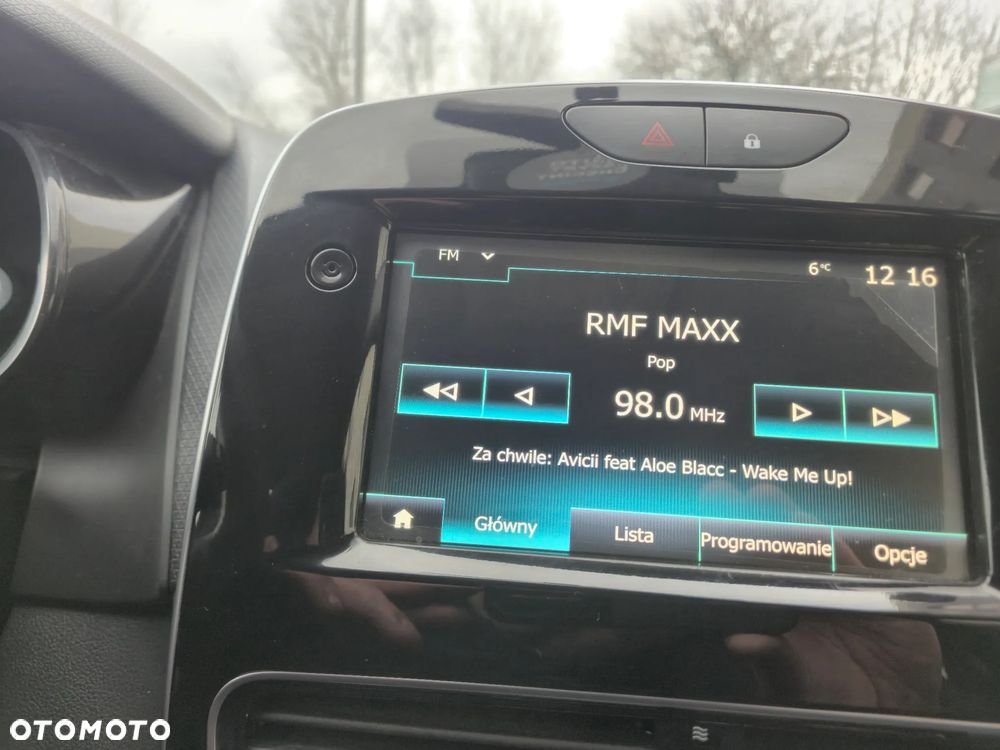 FM
6°C
12 16
RMF MAXX
Pop
98.0 MHz
Za chwile: Avicii feat Aloe Blacc - Wake Me Up!
Główny
Lista
Programowanie
Opcje
OTOMOTO